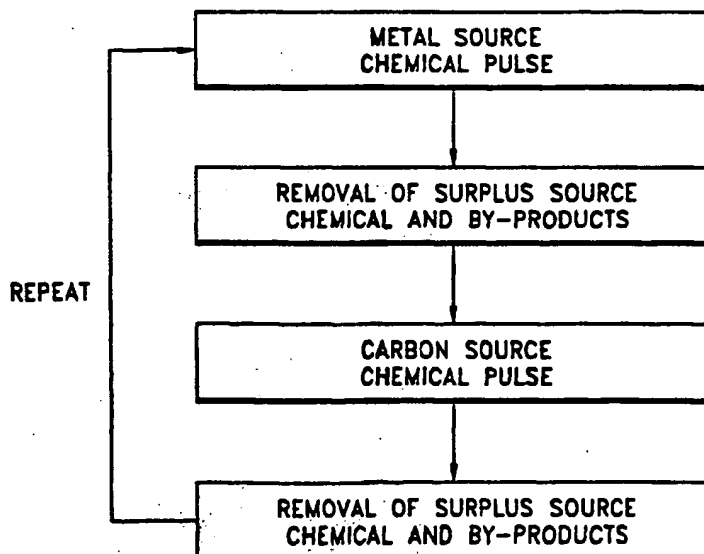 METAL SOURCE
CHEMICAL PULSE
REMOVAL OF SURPLUS SOURCE
CHEMICAL AND BY-PRODUCTS
REPEAT
CARBON SOURCE
CHEMICAL PULSE
REMOVAL OF SURPLUS SOURCE
CHEMICAL AND BY-PRODUCTS